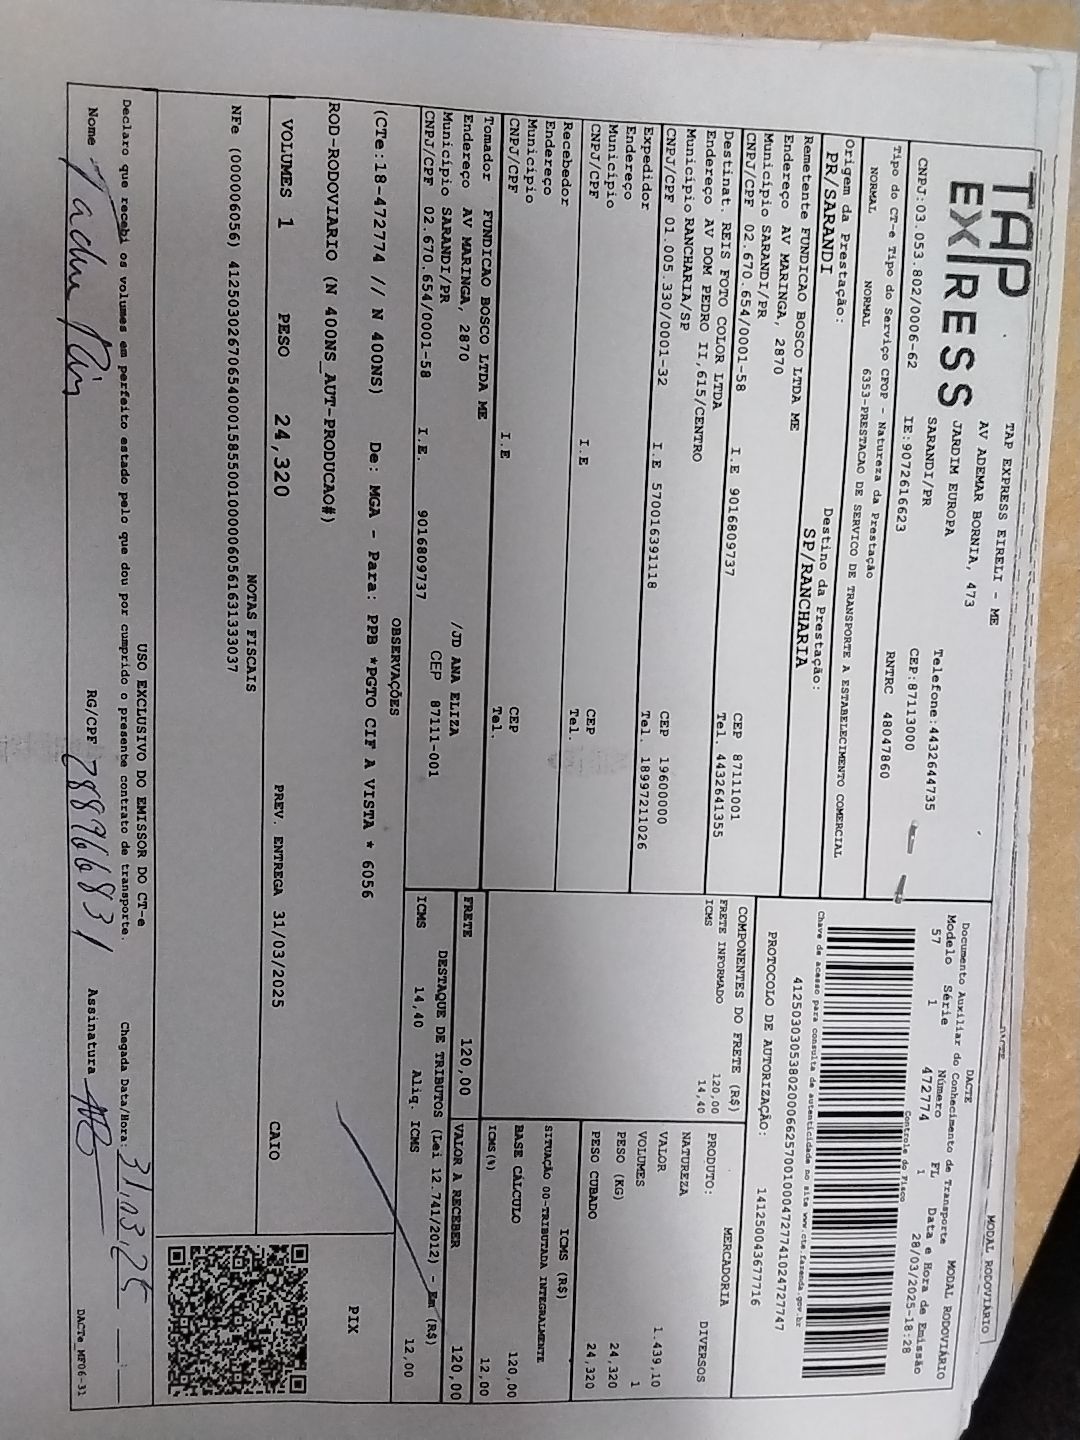 TAP
EXPRESS
TAP EXPRESS EIRELI - ME
AV ADEMAR BORNIA, 473
JARDIM EUROPA
SARANDI/PR
Telefone:4432644735
CEP:87113000
CNPJ:03.053.802/0006-62 IE:9072616623 RNTRC 48047860
Tipo do CT-e Tipo do Serviço CFOP - Natureza da Prestação
NORMAL NORMAL 6353-PRESTACAO DE SERVICO DE TRANSPORTE A ESTABELECIMENTO COMERCIAL
Origem da Prestação: Destino da Prestação:
PR/SARANDI SP/RANCHARIA
Remetente FUNDICAO BOSCO LTDA ME
Endereço AV MARINGA, 2870
Município SARANDI/PR CEP 87111001
CNPJ/CPF 02.670.654/0001-58 I.E 9016809737 Tel. 4432641355
Destinat. REIS FOTO COLOR LTDA
Endereço AV DOM PEDRO II,615/CENTRO
Município RANCHARIA/SP CEP 19600000
CNPJ/CPF 01.005.330/0001-32 I.E 570016391118 Tel. 18997211026
Expedidor
Endereço
Município CEP
CNPJ/CPF I.E Tel.
Recebedor
Endereço
Município CEP
CNPJ/CPF I.E Tel.
Tomador FUNDICAO BOSCO LTDA ME
Endereço AV MARINGA, 2870 /JD ANA ELIZA
Município SARANDI/PR CEP 87111-001
CNPJ/CPF 02.670.654/0001-58 I.E. 9016809737
DACTE
MODAL RODOVIÁRIO
DACTE
Documento Auxiliar do Conhecimento de Transporte MODAL RODOVIÁRIO
Modelo Série Número FL Data e Hora de Emissão
57 1 472774 1 28/03/2025-18:28
Controle do Fisco
Chave de acesso para consulta de autenticidade no site www.cte.fazenda.gov.br
41250303053802000662570010004727741024727747
PROTOCOLO DE AUTORIZAÇÃO: 141250043677716
COMPONENTES DO FRETE (R$)
FRETE INFORMADO 120,00
ICMS 14,40
MERCADORIA
PRODUTO: DIVERSOS
NATUREZA
VALOR 1.439,10
VOLUMES 1
PESO (KG) 24,320
PESO CUBADO 24,320
ICMS (R$)
SITUAÇÃO 00-TRIBUTADA INTEGRALMENTE
BASE CÁLCULO 120,00
ICMS(%) 12,00
FRETE 120,00 VALOR A RECEBER 120,00
DESTAQUE DE TRIBUTOS (Lei 12.741/2012) - Em (R$)
ICMS 14,40 Aliq. ICMS 12,00
OBSERVAÇÕES
(CTe:18-472774 // N 400NS) De: MGA - Para: PPB *PGTO CIF A VISTA * 6056
ROD-RODOVIARIO (N 400NS_AUT-PRODUCAO#)
PIX
VOLUMES 1 PESO 24,320 PREV. ENTREGA 31/03/2025 CAIO
NOTAS FISCAIS
NFe (000006056) 41250302670654000158550010000060561631333037
USO EXCLUSIVO DO EMISSOR DO CT-e
Declaro que recebi os volumes em perfeito estado pelo que dou por cumprido o presente contrato de transporte. Chegada Data/Hora: 31.03.25
Nome RG/CPF 288966831 Assinatura
DACTe_MF06-31